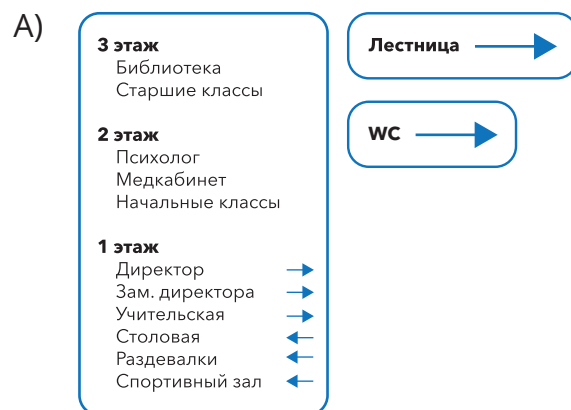 А)
3 этаж
Библиотека
Старшие классы
2 этаж
Психолог
Медкабинет
Начальные классы
1 этаж
Директор
Зам. директора
Учительская
Столовая
Раздевалки
Спортивный зал
Лестница
WC